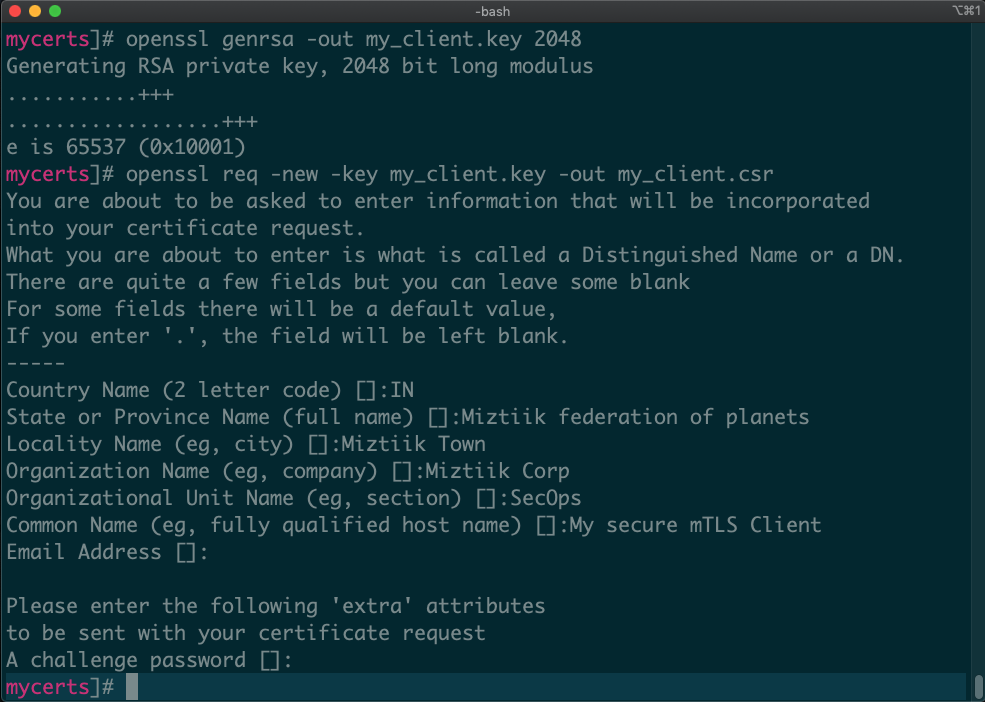 -bash
⌥⌘1
mycerts]# openssl genrsa -out my_client.key 2048
Generating RSA private key, 2048 bit long modulus
...........+++
..................+++
e is 65537 (0x10001)
mycerts]# openssl req -new -key my_client.key -out my_client.csr
You are about to be asked to enter information that will be incorporated
into your certificate request.
What you are about to enter is what is called a Distinguished Name or a DN.
There are quite a few fields but you can leave some blank
For some fields there will be a default value,
If you enter '.', the field will be left blank.
-----
Country Name (2 letter code) []:IN
State or Province Name (full name) []:Miztiik federation of planets
Locality Name (eg, city) []:Miztiik Town
Organization Name (eg, company) []:Miztiik Corp
Organizational Unit Name (eg, section) []:SecOps
Common Name (eg, fully qualified host name) []:My secure mTLS Client
Email Address []:
Please enter the following 'extra' attributes
to be sent with your certificate request
A challenge password []:
mycerts]#